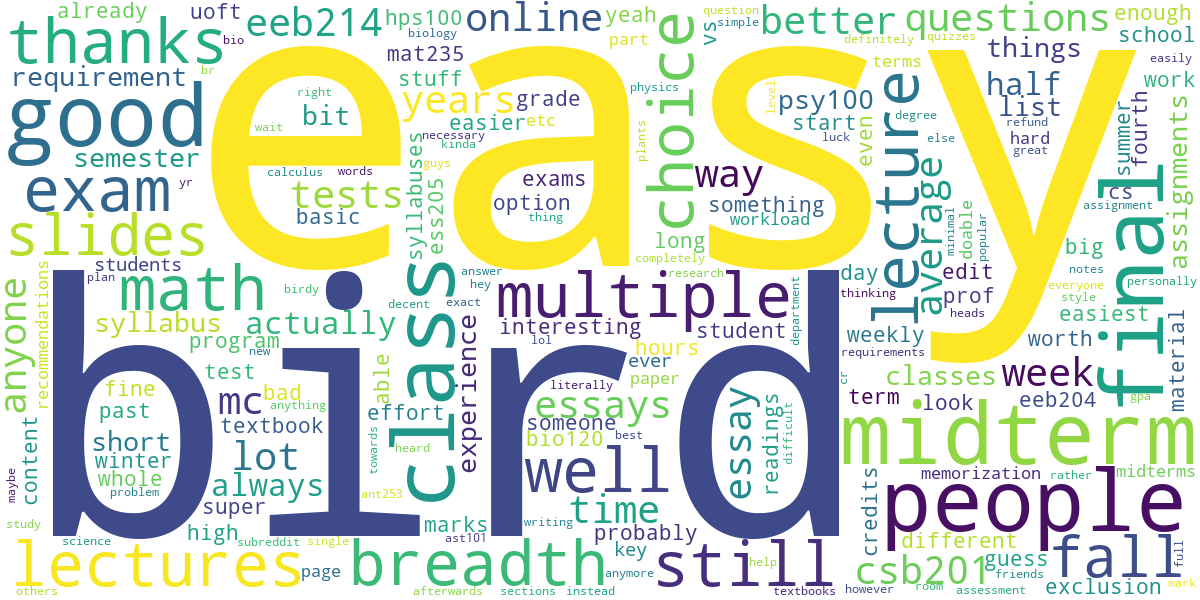 already
uoft
eeb214
hps100
online
yeah
vs
question
better
questions
enough
thanks
bio
mat235
part
simple
biology
definitely
quizzes
school
requirement
br
stuff
choice
physics
terms
things
easily
good
easy
right
years
grade
level
psy100
half
work
bit
easier
etc
start
list
wait
necessary
luck
even
degree
refund
hard
summer
fourth
assignments
semester
kinda
plants
else
great
exam
yr
calculus
words
guys
exams
way
cs
tests
syllabuses
ess205
option
something
lecture
average
assignment
basic
thing
workload
minimal
popular
doable
final
slides
long
big
notes
students
completely
edit
personally
anyone
recommendations
plan
bird
class
answer
hey
research
day
everyone
math
birdy
decent
exact
multiple
department
thinking
prof
style
heads
easiest
syllabus
actually
interesting
student
weekly
worth
program
experience
lol
requirements
material
new
able
hours
ever
test
literally
paper
cr
classes
week
fine
bad
anything
effort
essays
essay
readings
difficult
term
look
eeb204
gpa
past
mc
textbook
heard
someone
best
midterm
content
short
towards
bio120
winter
lot
well
memorization
rather
midterms
maybe
whole
always
problem
ant253
people
credits
super
time
study
high
marks
writing
probably
different
science
subreddit
single
ast101
key
guess
fall
full
lectures
page
breadth
anymore
still
help
csb201
friends
exclusion
mark
others
afterwards
sections
instead
textbooks
however
room
assessment